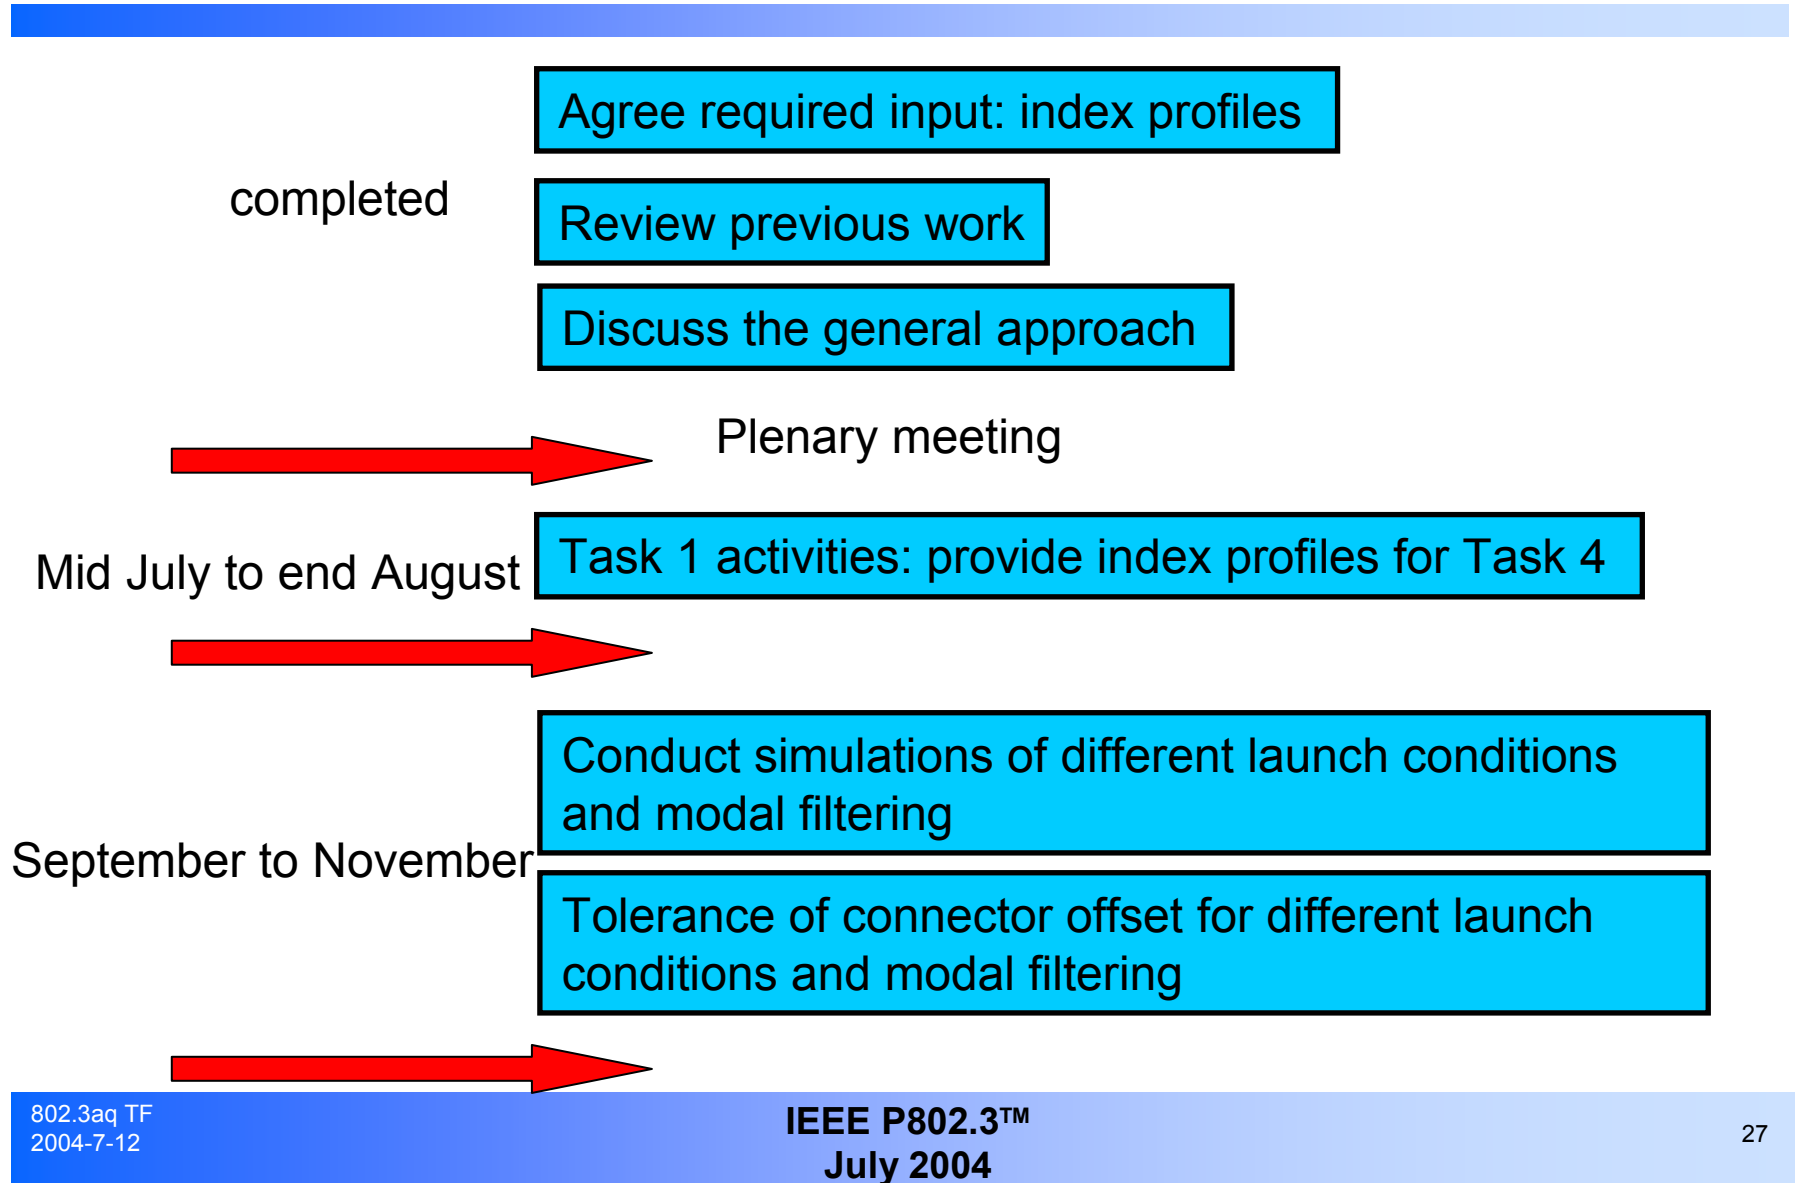 Agree required input: index profiles
completed
Review previous work
Discuss the general approach
Plenary meeting
Mid July to end August
Task 1 activities: provide index profiles for Task 4
Conduct simulations of different launch conditions
and modal filtering
September to November
Tolerance of connector offset for different launch
conditions and modal filtering
802.3aq TF
2004-7-12
IEEE P802.3™
July 2004
27